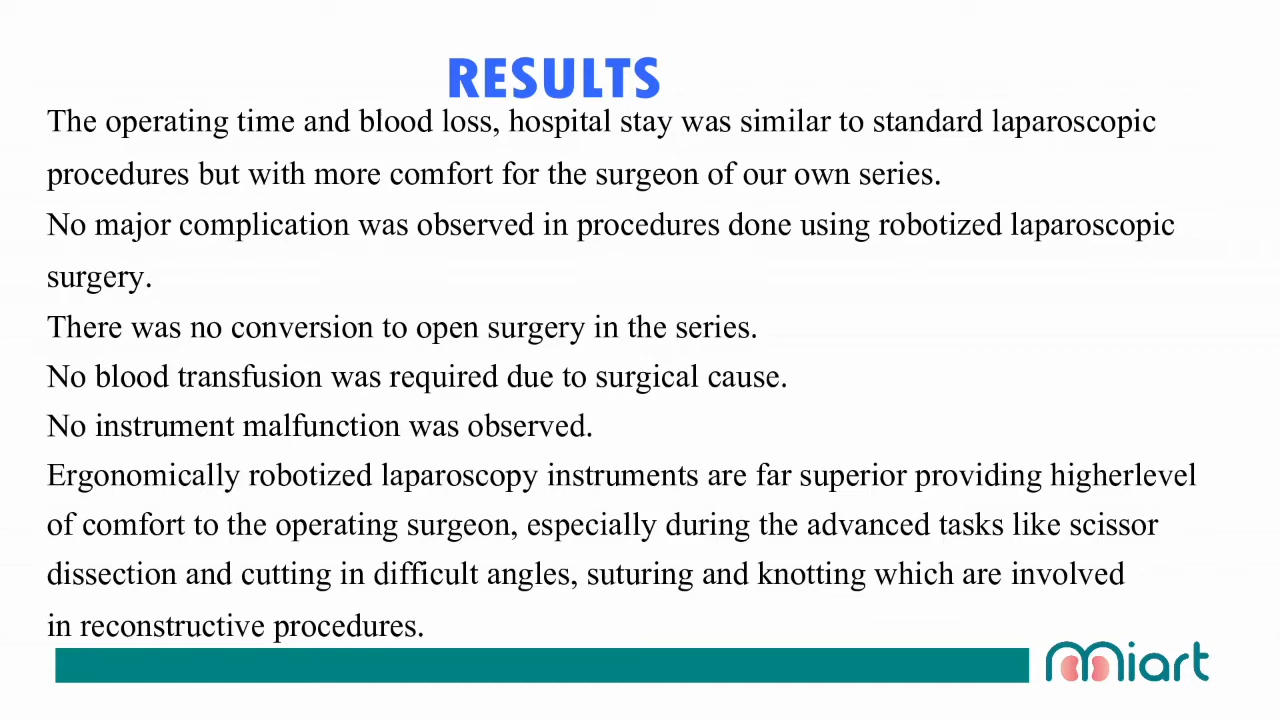 RESULTS
The operating time and blood loss, hospital stay was similar to standard laparoscopic
procedures but with more comfort for the surgeon of our own series.
No major complication was observed in procedures done using robotized laparoscopic
surgery.
There was no conversion to open surgery in the series.
No blood transfusion was required due to surgical cause.
No instrument malfunction was observed.
Ergonomically robotized laparoscopy instruments are far superior providing higherlevel
of comfort to the operating surgeon, especially during the advanced tasks like scissor
dissection and cutting in difficult angles, suturing and knotting which are involved
in reconstructive procedures.
miart